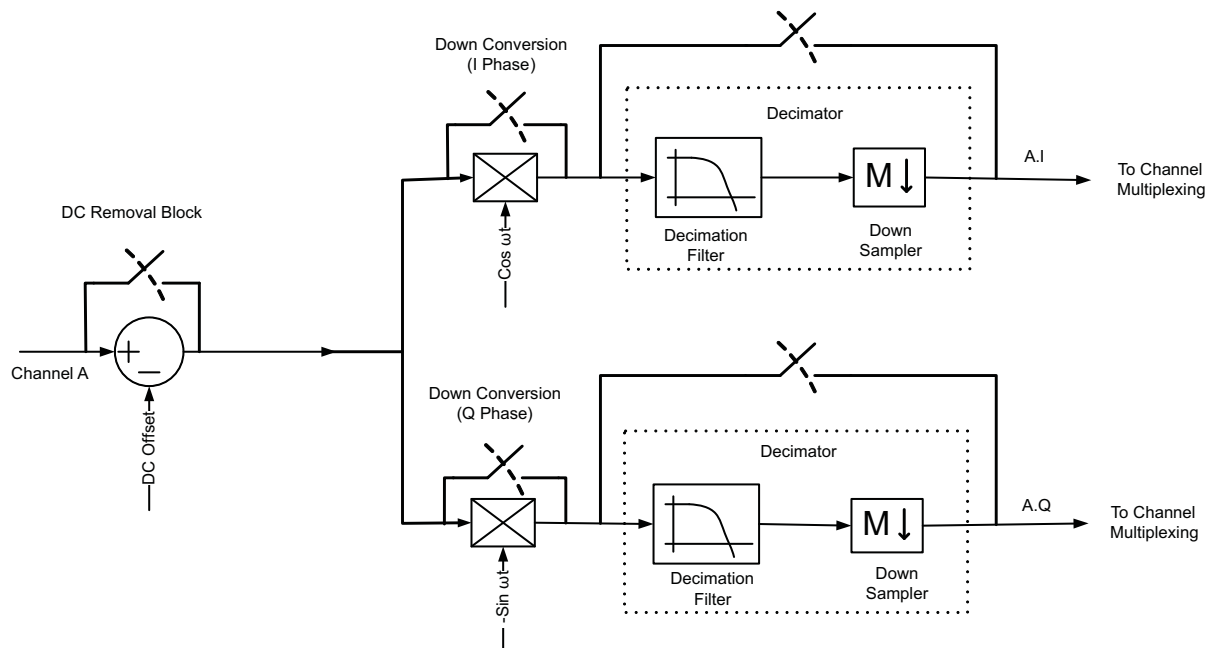 Down Conversion
(I Phase)
Decimator
M
A.I
To Channel
Multiplexing
Decimation
Filter
Down
Sampler
Cos ωt
DC Removal Block
+
−
Channel A
DC Offset
Down Conversion
(Q Phase)
Decimator
M
A.Q
To Channel
Multiplexing
Decimation
Filter
Down
Sampler
-Sin ωt